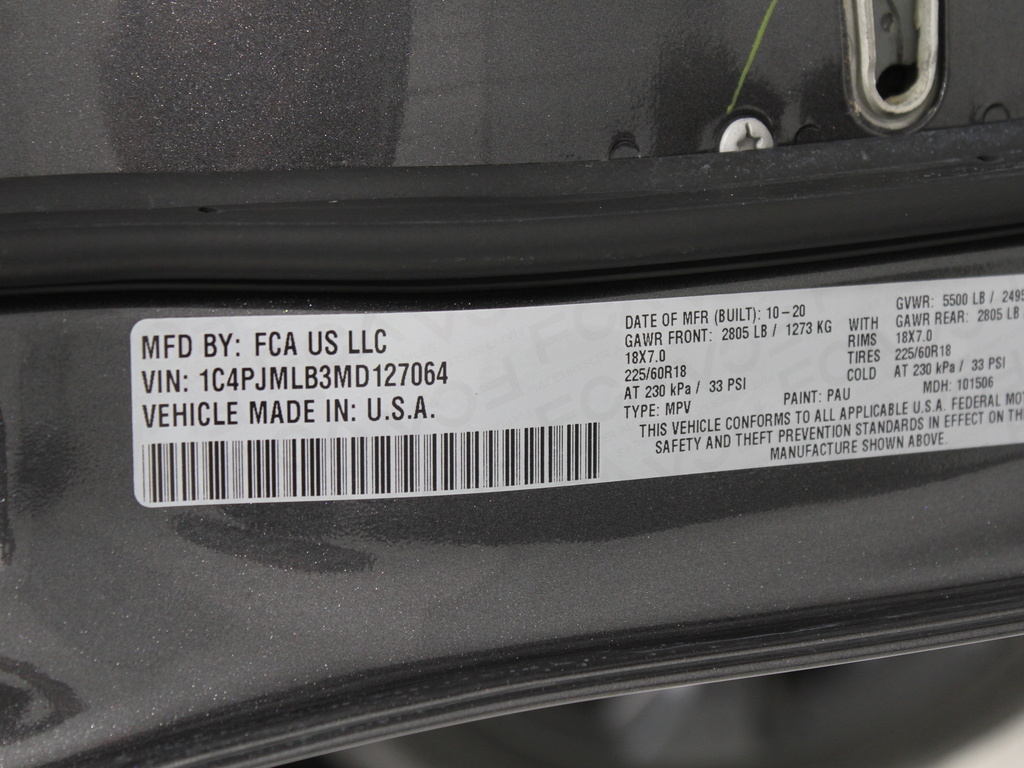 MFD BY: FCA US LLC
VIN: 1C4PJMLB3MD127064
VEHICLE MADE IN: U.S.A.
DATE OF MFR (BUILT): 10-20
GVWR: 5500 LB / 2495
GAWR FRONT: 2805 LB / 1273 KG WITH GAWR REAR: 2805 LB
18X7.0 RIMS 18X7.0
225/60R18 TIRES 225/60R18
AT 230 kPa / 33 PSI COLD AT 230 kPa / 33 PSI
TYPE: MPV PAINT: PAU MDH: 101506
THIS VEHICLE CONFORMS TO ALL APPLICABLE U.S.A. FEDERAL MOT
SAFETY AND THEFT PREVENTION STANDARDS IN EFFECT ON TH
MANUFACTURE SHOWN ABOVE.